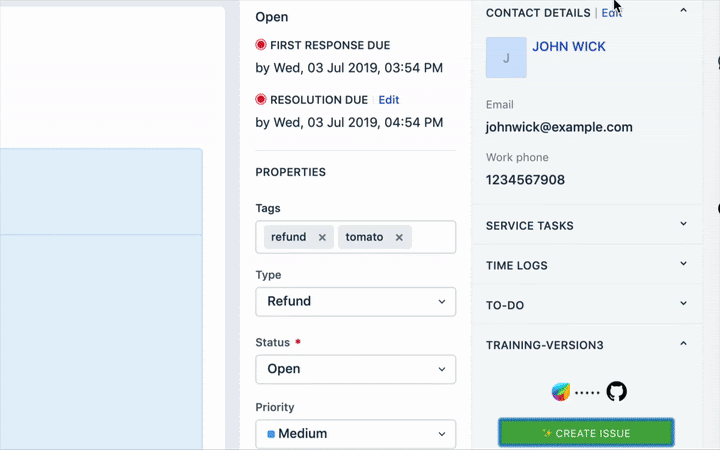 Open
FIRST RESPONSE DUE
by Wed, 03 Jul 2019, 03:54 PM
RESOLUTION DUE Edit
by Wed, 03 Jul 2019, 04:54 PM
PROPERTIES
Tags
refund × tomato ×
Type
Refund
Status *
Open
Priority
Medium
CONTACT DETAILS | Edit
J
JOHN WICK
Email
johnwick@example.com
Work phone
1234567908
SERVICE TASKS
TIME LOGS
TO-DO
TRAINING-VERSION3
✨ CREATE ISSUE